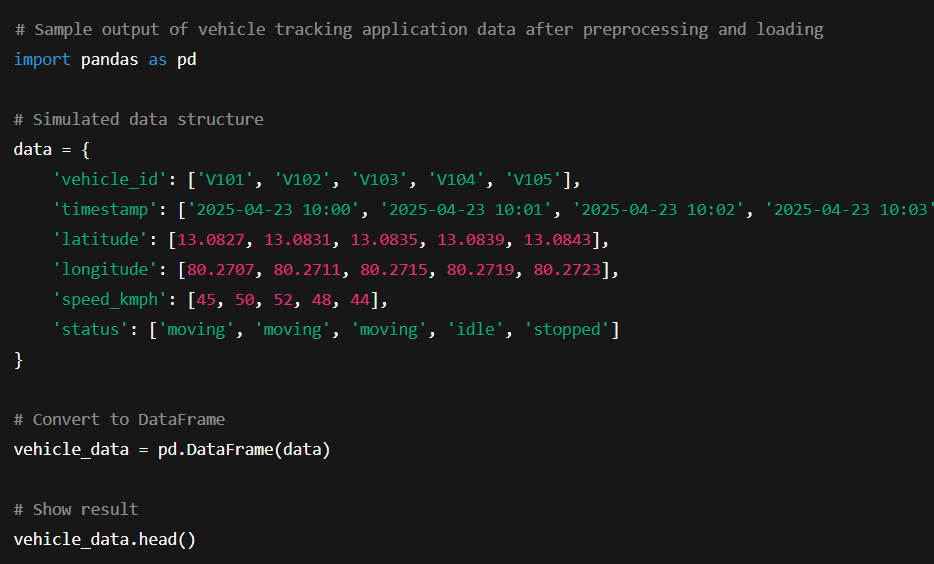 # Sample output of vehicle tracking application data after preprocessing and loading
import pandas as pd
# Simulated data structure
data = {
    'vehicle_id': ['V101', 'V102', 'V103', 'V104', 'V105'],
    'timestamp': ['2025-04-23 10:00', '2025-04-23 10:01', '2025-04-23 10:02', '2025-04-23 10:03'
    'latitude': [13.0827, 13.0831, 13.0835, 13.0839, 13.0843],
    'longitude': [80.2707, 80.2711, 80.2715, 80.2719, 80.2723],
    'speed_kmph': [45, 50, 52, 48, 44],
    'status': ['moving', 'moving', 'moving', 'idle', 'stopped']
}
# Convert to DataFrame
vehicle_data = pd.DataFrame(data)
# Show result
vehicle_data.head()